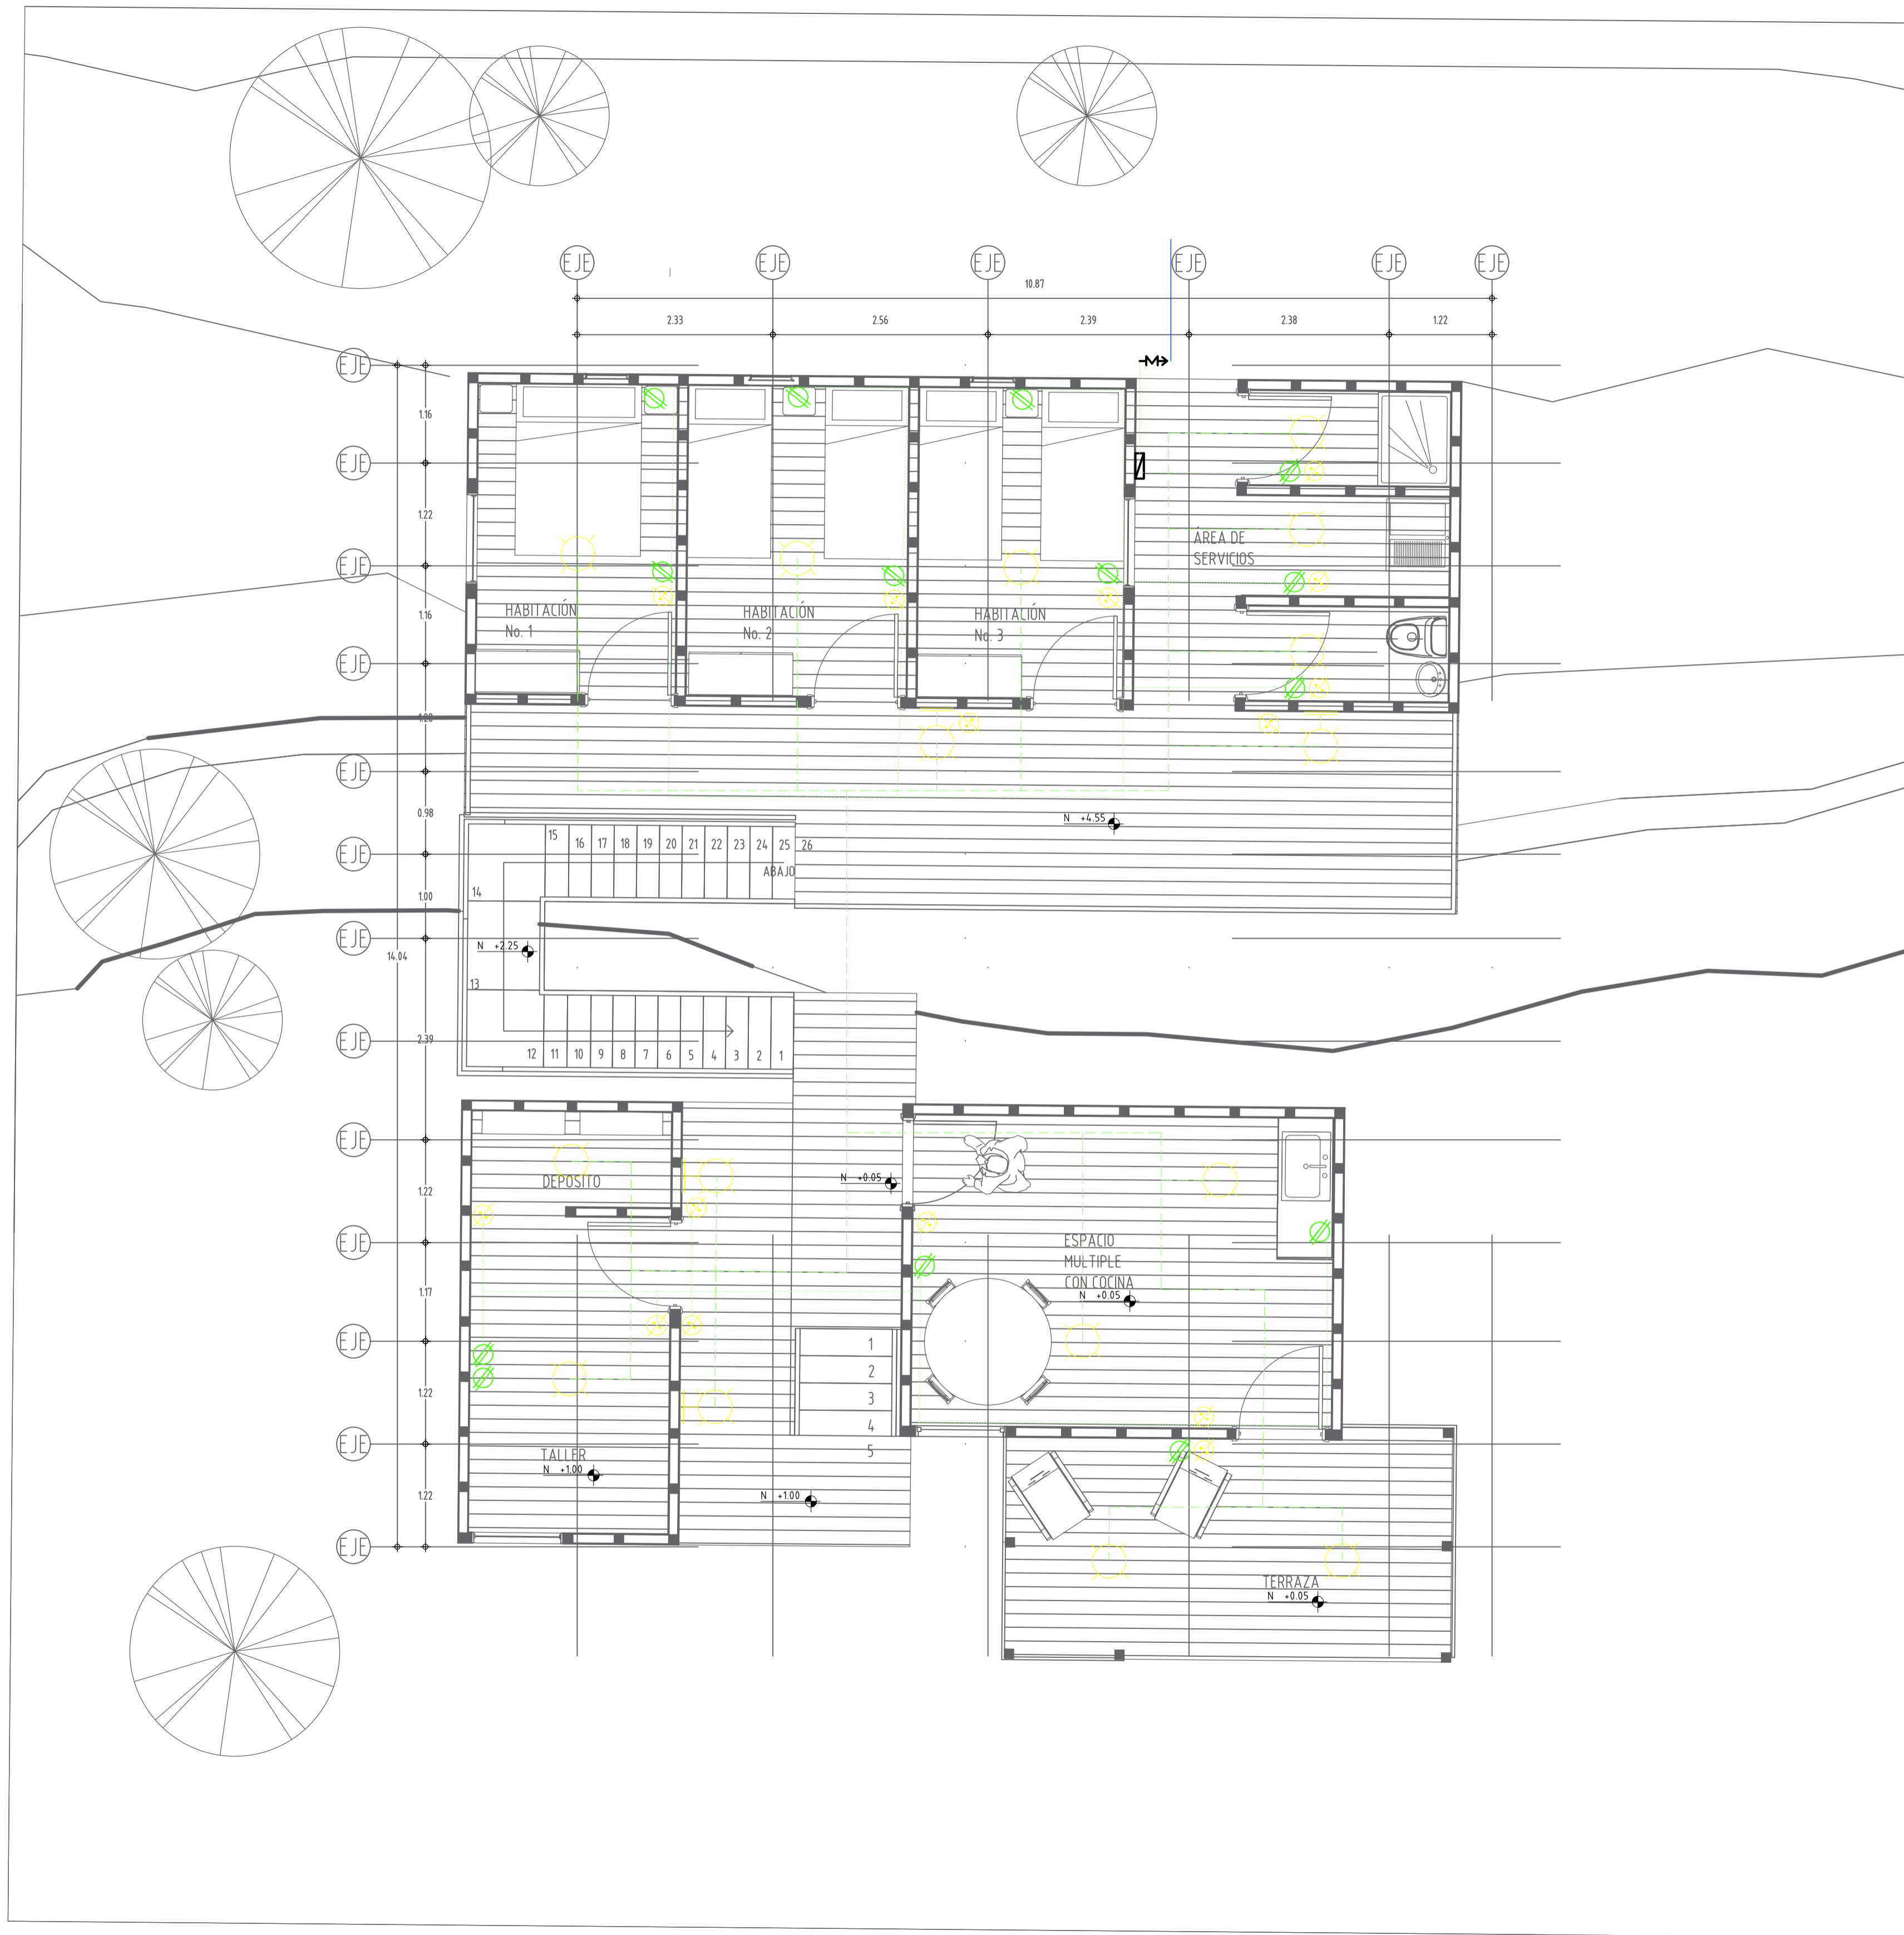 EJE EJE EJE EJE EJE EJE
10.87
2.33 2.56 2.39 2.38 1.22
M
EJE
1.16
EJE
1.22
EJE
1.16
EJE
1.28
EJE
0.98
EJE
1.00
EJE
14.04
2.39
EJE
EJE
1.22
EJE
1.17
EJE
1.22
EJE
1.22
EJE
HABITACIÓN
No. 1
HABITACIÓN
No. 2
HABITACIÓN
No. 3
ÁREA DE
SERVICIOS
N +4.55
15 16 17 18 19 20 21 22 23 24 25 26
ABAJO
14
N +2.25
13
12 11 10 9 8 7 6 5 4 3 2 1
DEPOSITO
N +0.05
ESPACIO
MULTIPLE
CON COCINA
N +0.05
1
2
3
4
5
TALLER
N +1.00
N +1.00
TERRAZA
N +0.05